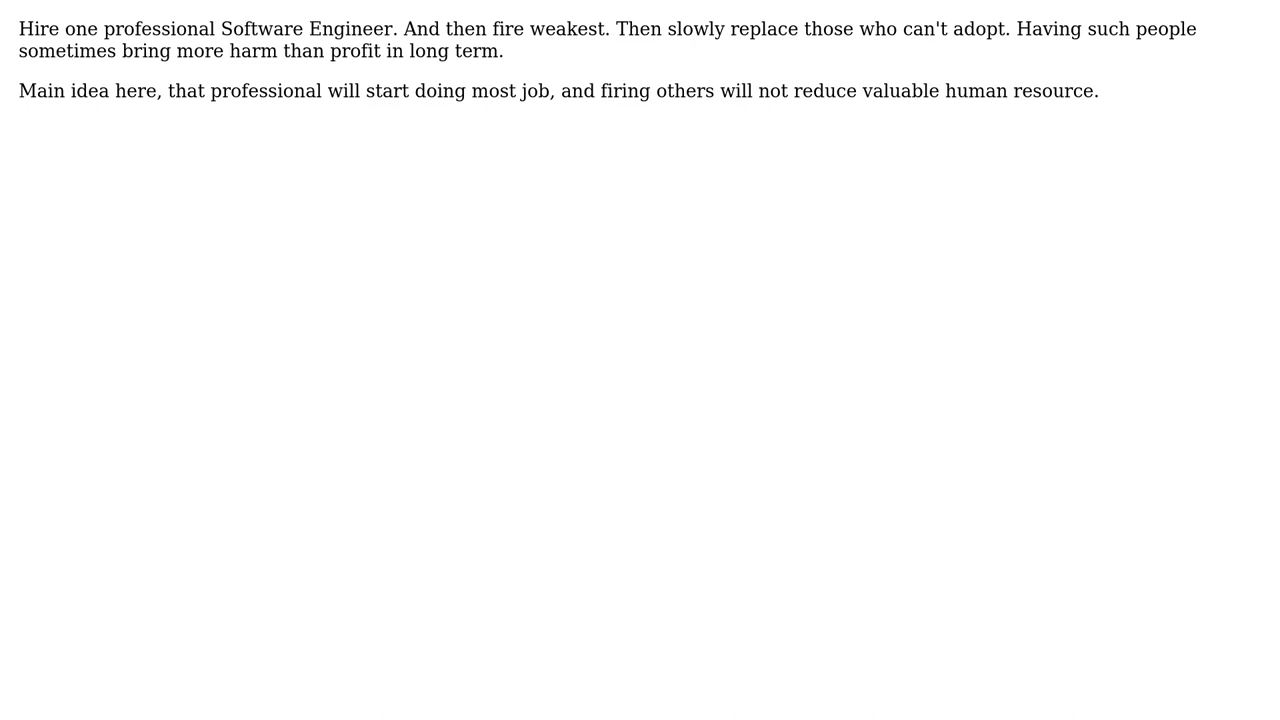 Hire one professional Software Engineer. And then fire weakest. Then slowly replace those who can't adopt. Having such people
sometimes bring more harm than profit in long term.
Main idea here, that professional will start doing most job, and firing others will not reduce valuable human resource.